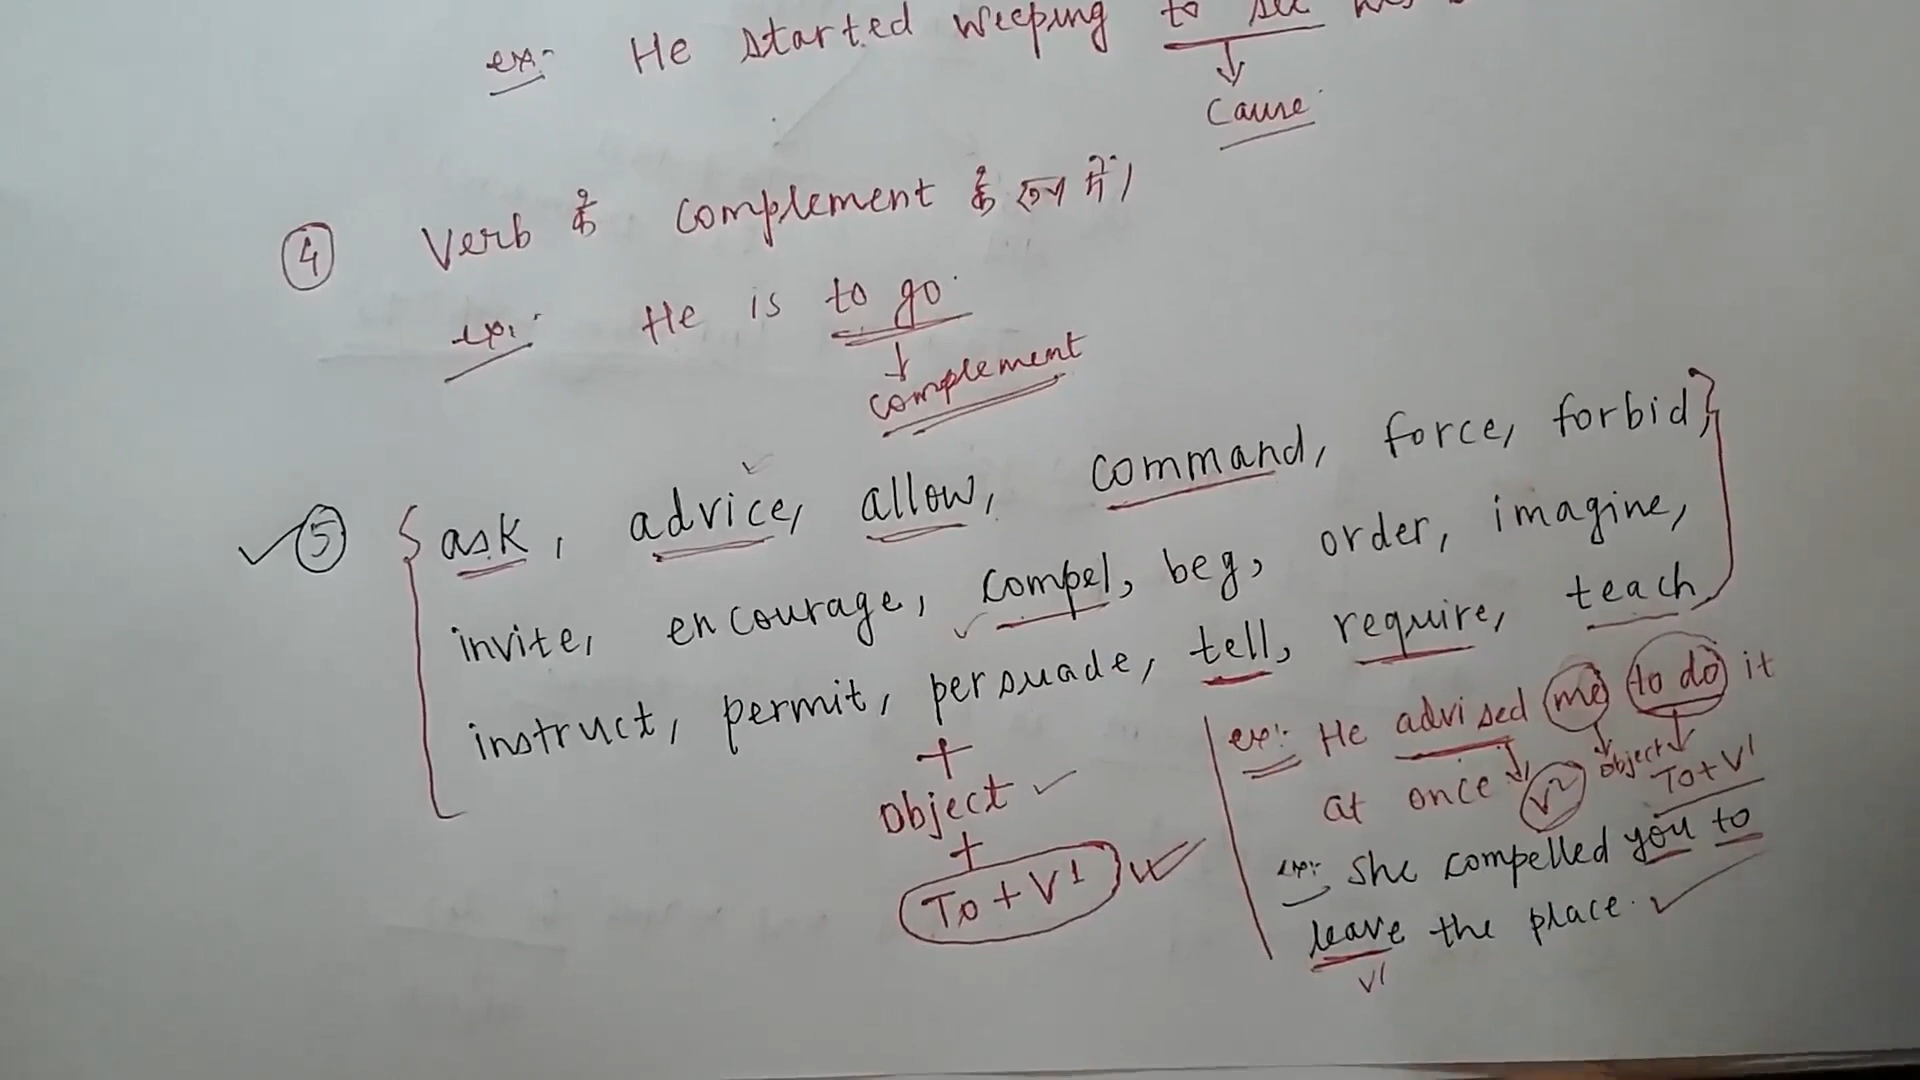 ex:- He started weeping to see
Cause
④ Verb के complement के रूप में।
ex:- He is to go.
complement
⑤ { ask, advice, allow, command, force, forbid, }
invite, encourage, compel, beg, order, imagine,
instruct, permit, persuade, tell, require, teach
+
Object
+
To + V1
ex:- He advised me to do it
object To + V1
at once V2
ex:- She compelled you to
leave the place.
V1